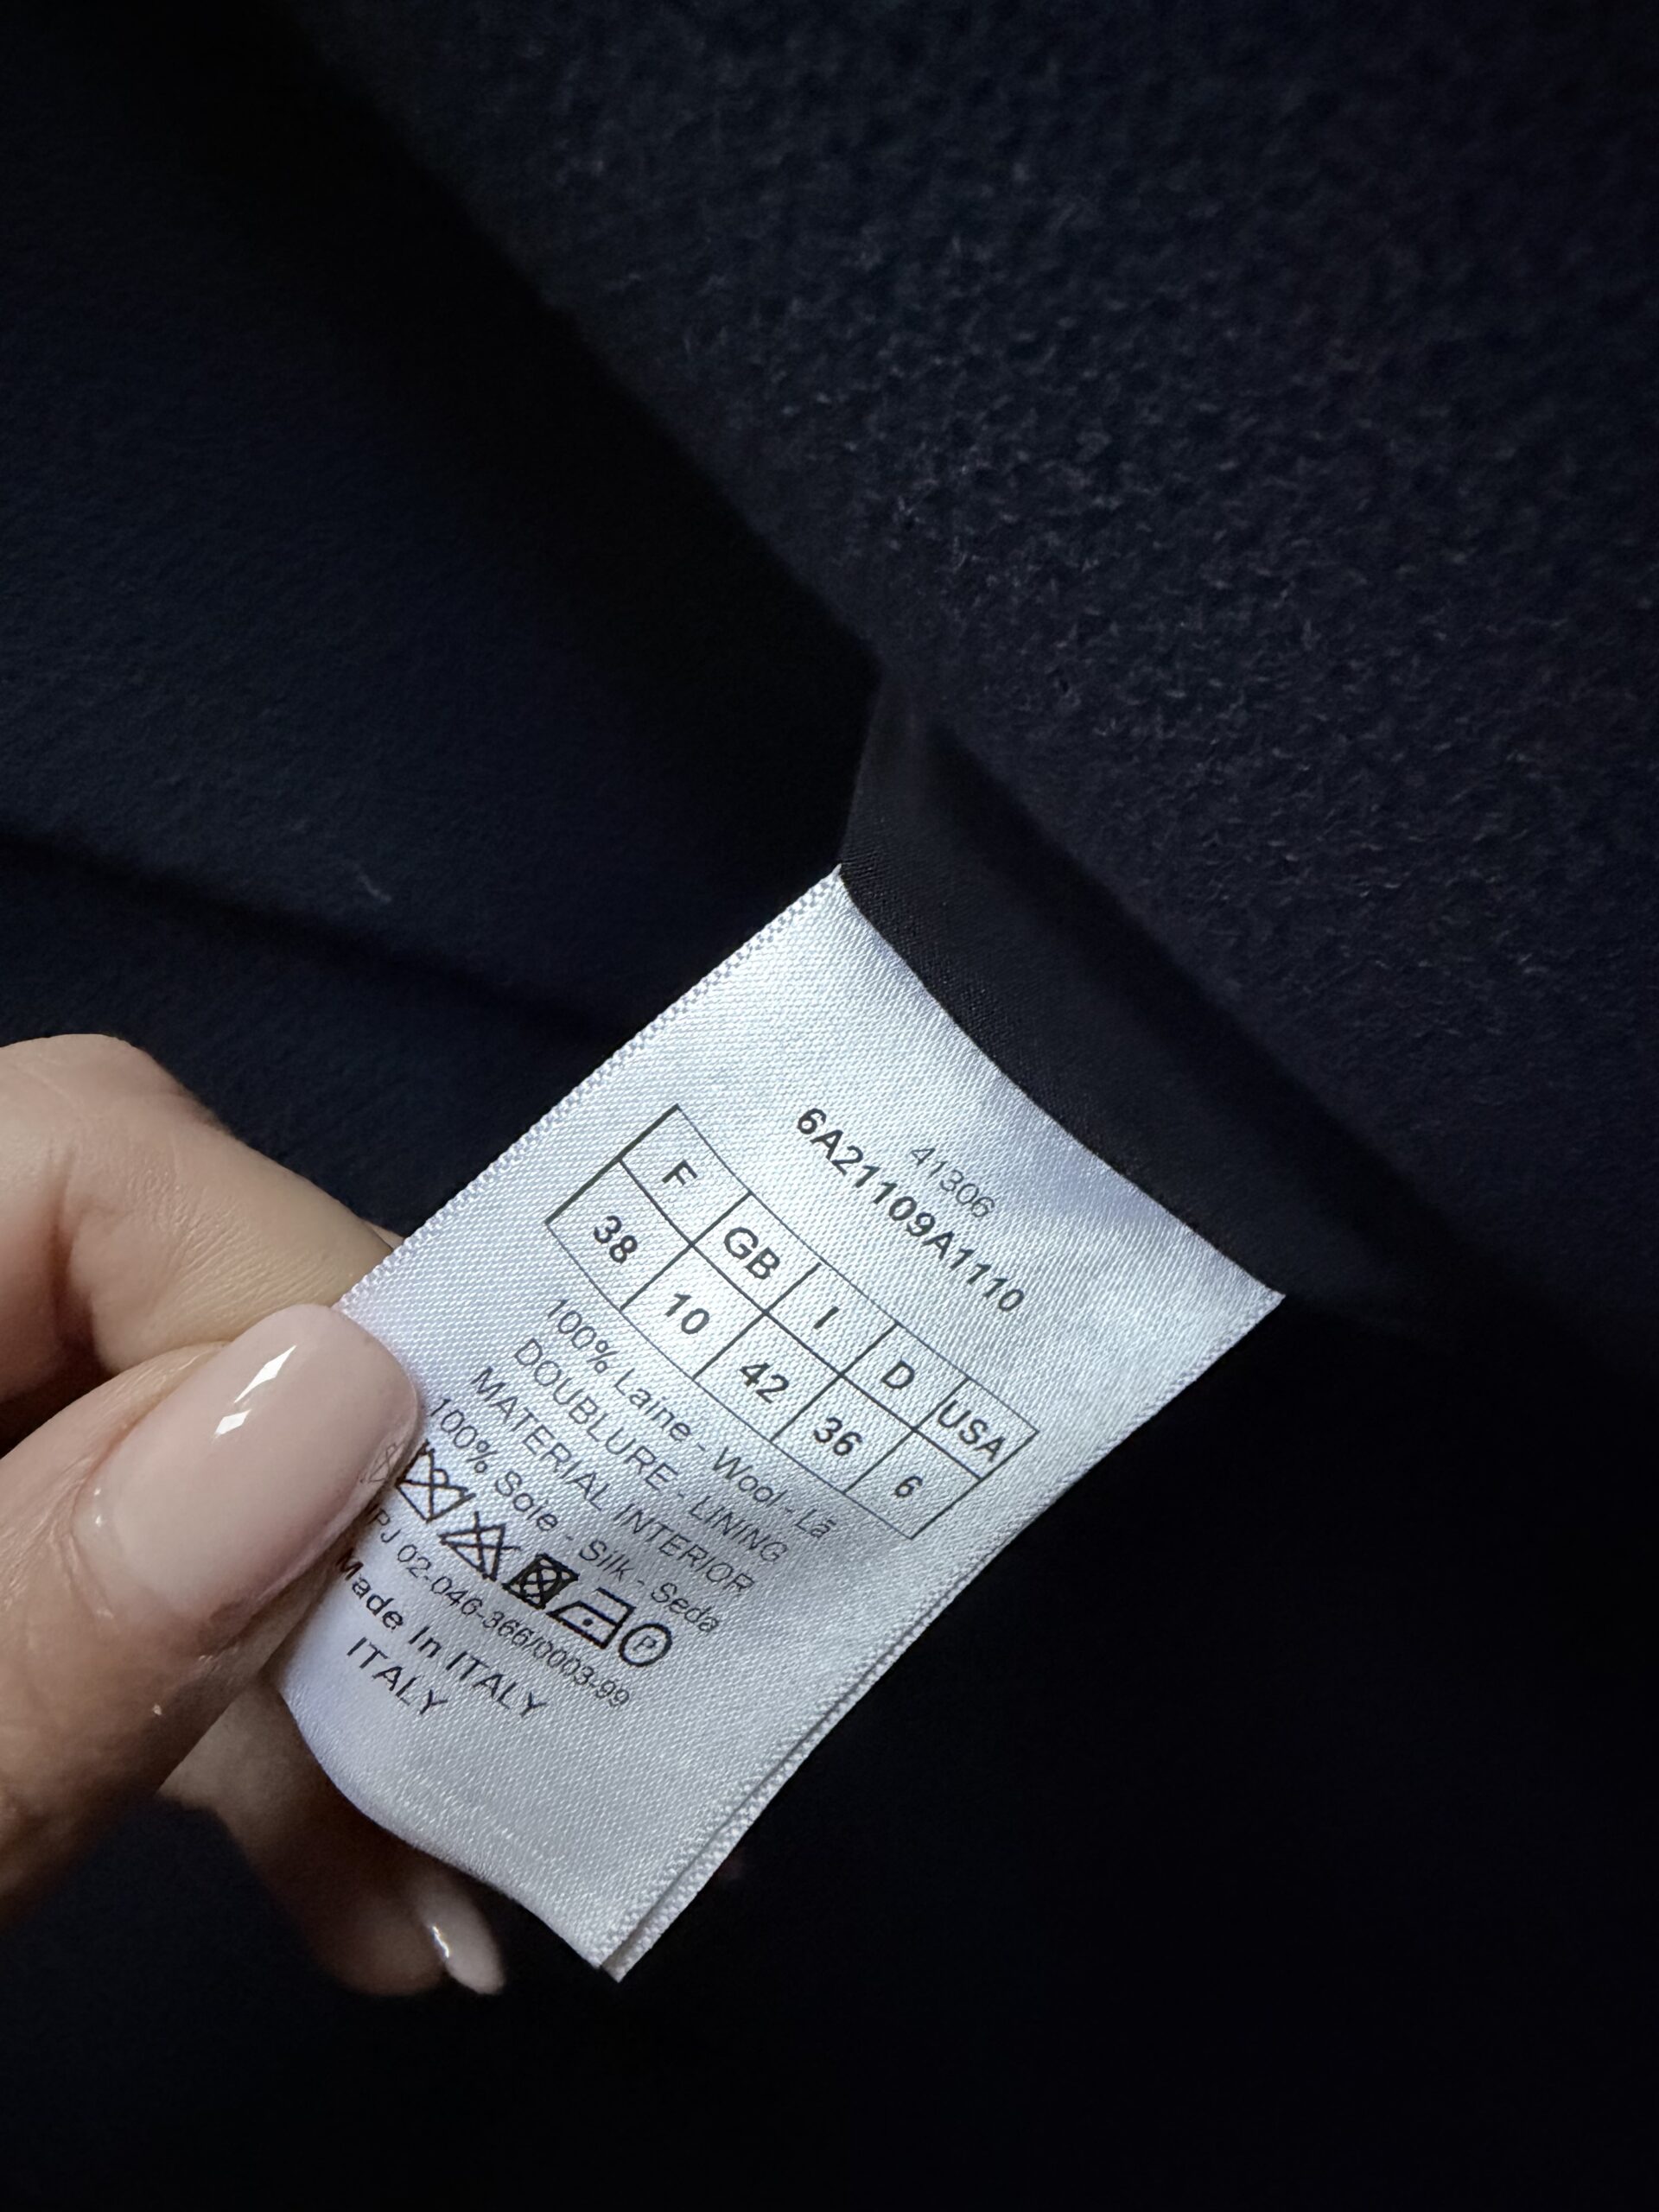 41306
6A21109A1110
F GB I D USA
38 10 42 36 6
100% Laine - Wool - Lã
DOUBLURE - LINING
MATERIAL INTERIOR
100% Soie - Silk - Seda
P
02-046-366/0003-99
Made In ITALY
ITALY